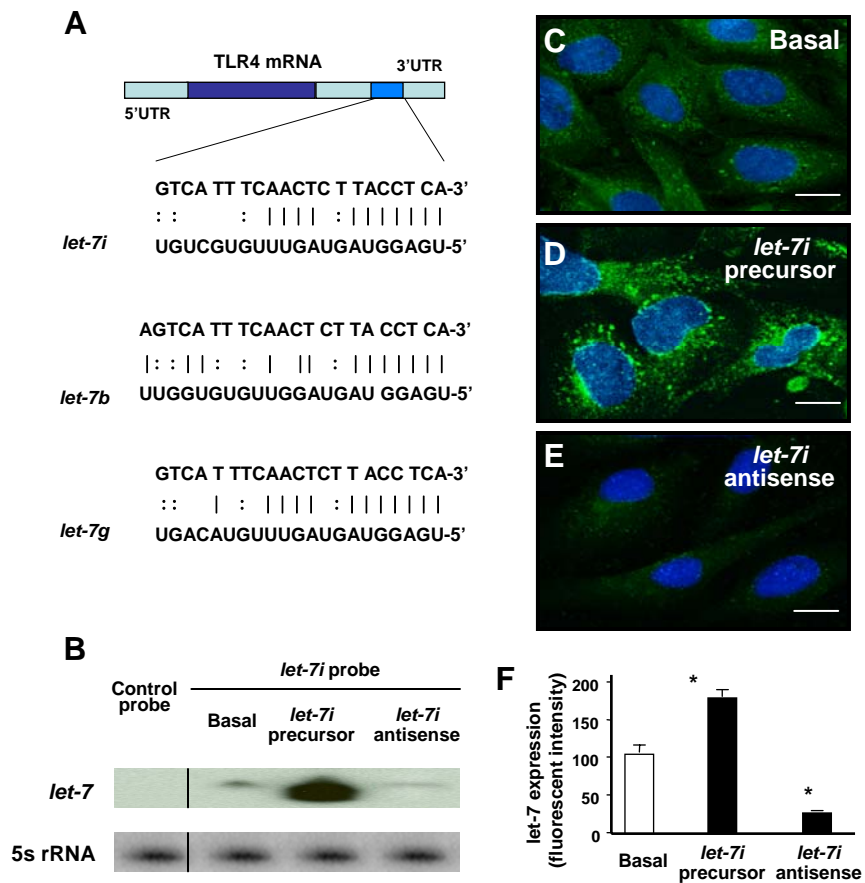 A
TLR4 mRNA
3’UTR
5’UTR
GTCA TTT TCAACTC T TACCT CA-3’
let-7i
UGUCGUGUUUGAUGAUGGAGU-5’
AGTCA TTT TCAACT CT TA CCT CA-3’
let-7b
UUGGUGUGUUGGAUGAU GGAGU-5’
GTCA T TTCAACTCT T ACC TCA-3’
let-7g
UGACAUGUUUGAUGAUGGAGU-5’
B
let-7i probe
Control
probe
Basal
let-7i
precursor
let-7i
antisense
let-7
5s rRNA
C
Basal
D
let-7i
precursor
E
let-7i
antisense
F
let-7 expression
(fluorescent intensity)
200
150
100
50
0
*
*
Basal
let-7i
precursor
let-7i
antisense